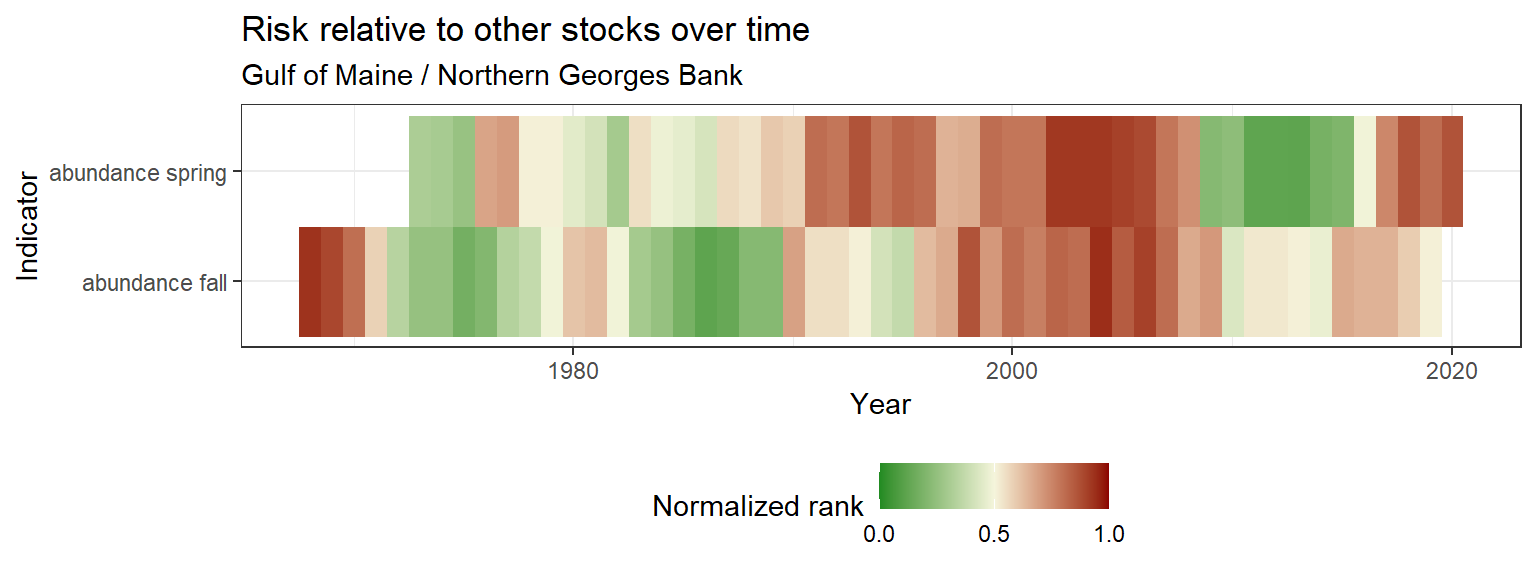 Risk relative to other stocks over time
Gulf of Maine / Northern Georges Bank
Indicator
abundance spring
abundance fall
1980 2000 2020
Year
Normalized rank
0.0 0.5 1.0